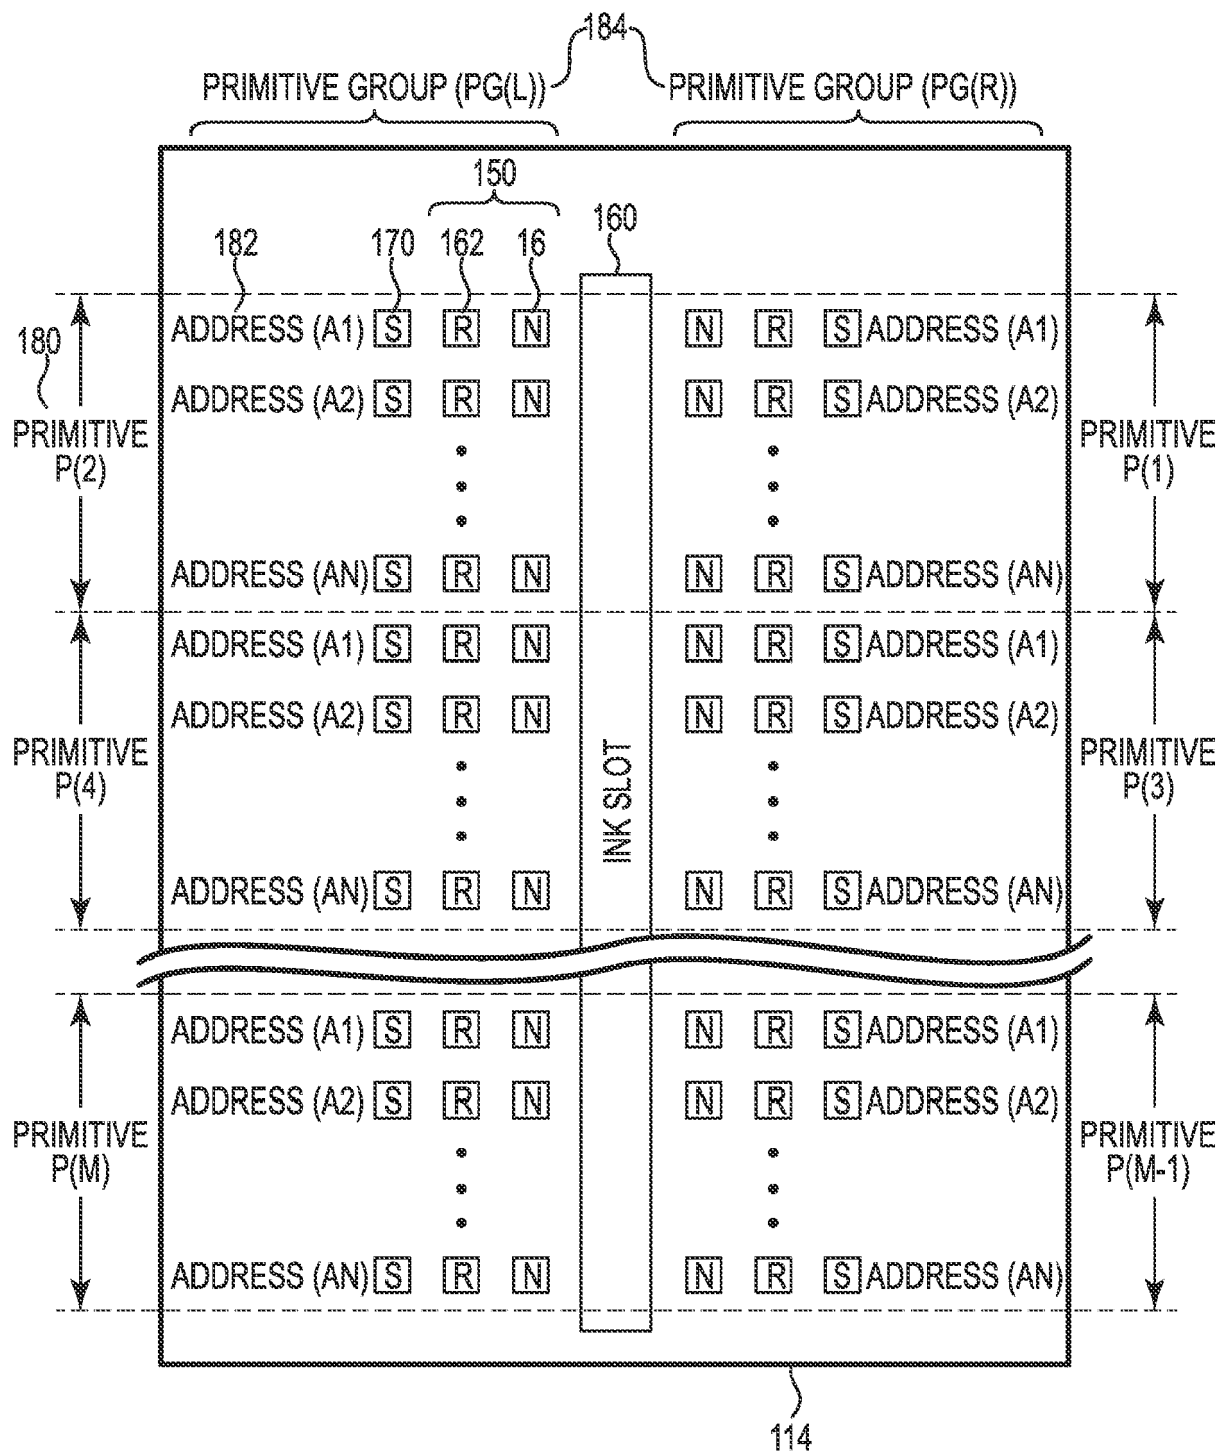 184
PRIMITIVE GROUP (PG(L)) PRIMITIVE GROUP (PG(R))
150
182 170 162 16 160
ADDRESS (A1) S R N N R S ADDRESS (A1)
180
ADDRESS (A2) S R N N R S ADDRESS (A2)
PRIMITIVE P(2) PRIMITIVE P(1)
ADDRESS (AN) S R N N R S ADDRESS (AN)
ADDRESS (A1) S R N N R S ADDRESS (A1)
ADDRESS (A2) S R N N R S ADDRESS (A2)
PRIMITIVE P(4) INK SLOT PRIMITIVE P(3)
ADDRESS (AN) S R N N R S ADDRESS (AN)
ADDRESS (A1) S R N N R S ADDRESS (A1)
ADDRESS (A2) S R N N R S ADDRESS (A2)
PRIMITIVE P(M) PRIMITIVE P(M-1)
ADDRESS (AN) S R N N R S ADDRESS (AN)
114